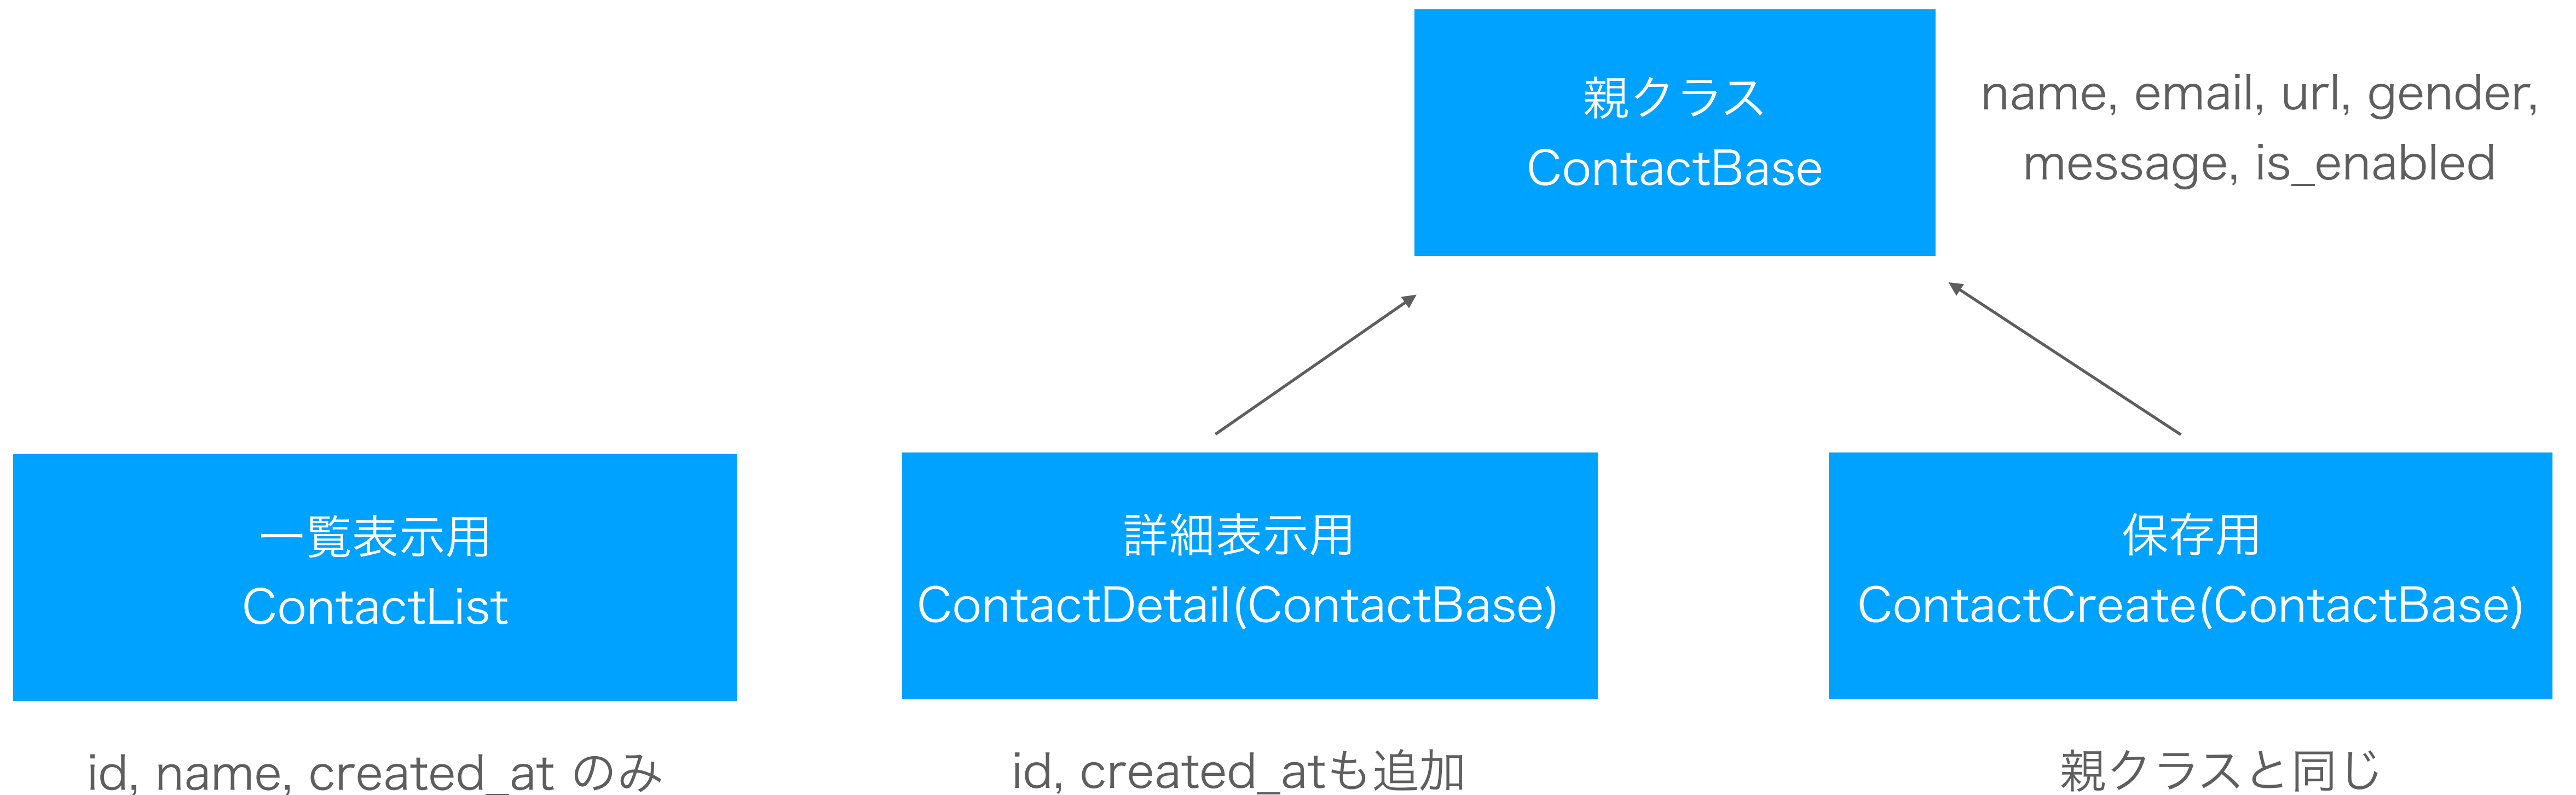 親クラス
ContactBase
name, email, url, gender,
message, is_enabled
一覧表示用
ContactList
id, name, created_at のみ
詳細表示用
ContactDetail(ContactBase)
id, created_atも追加
保存用
ContactCreate(ContactBase)
親クラスと同じ